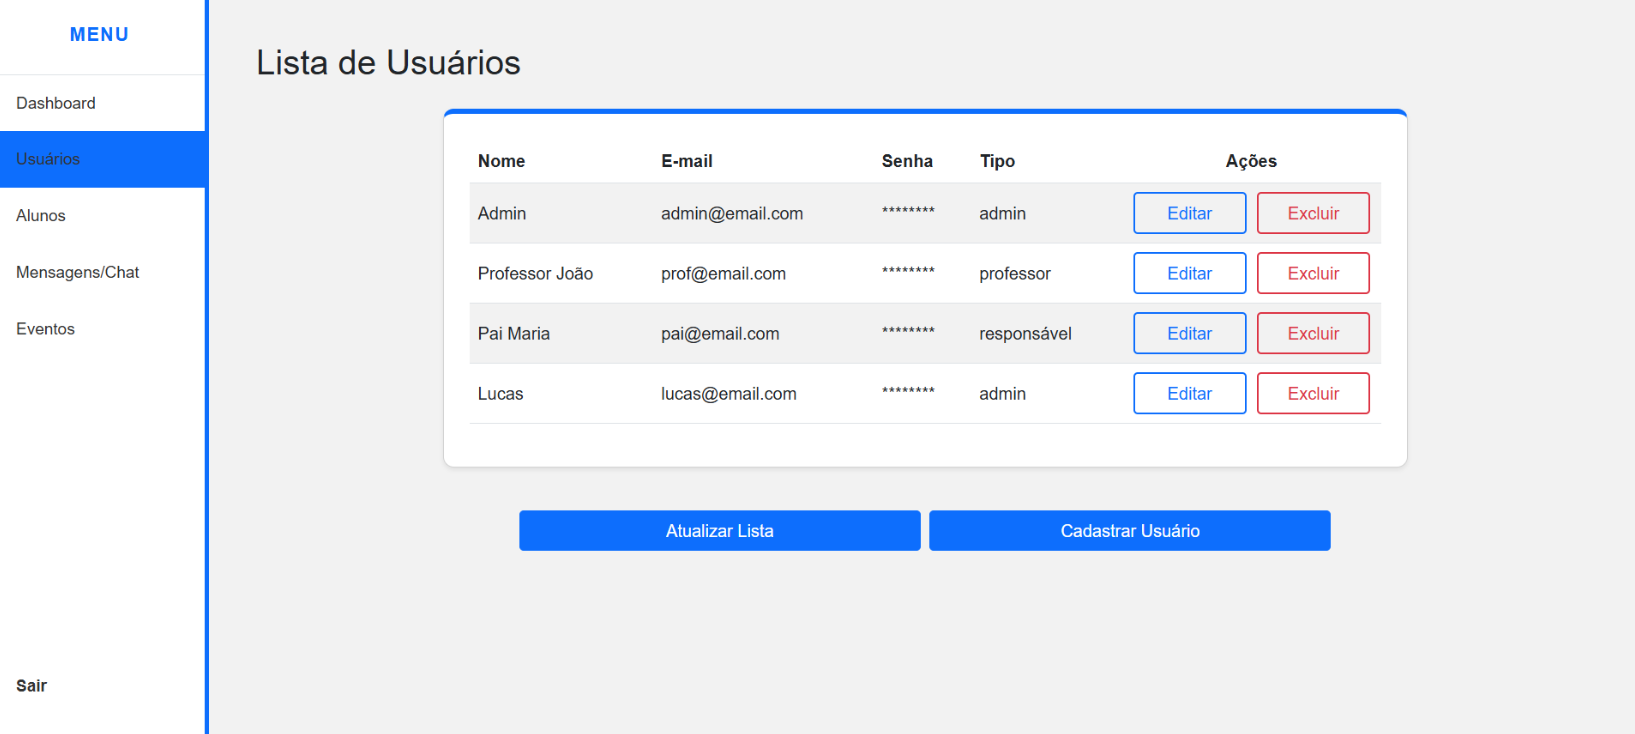 MENU
Dashboard
Usuários
Alunos
Mensagens/Chat
Eventos
Sair
Lista de Usuários
Nome E-mail Senha Tipo Ações
Admin admin@email.com ******** admin Editar Excluir
Professor João prof@email.com ******** professor Editar Excluir
Pai Maria pai@email.com ******** responsável Editar Excluir
Lucas lucas@email.com ******** admin Editar Excluir
Atualizar Lista Cadastrar Usuário